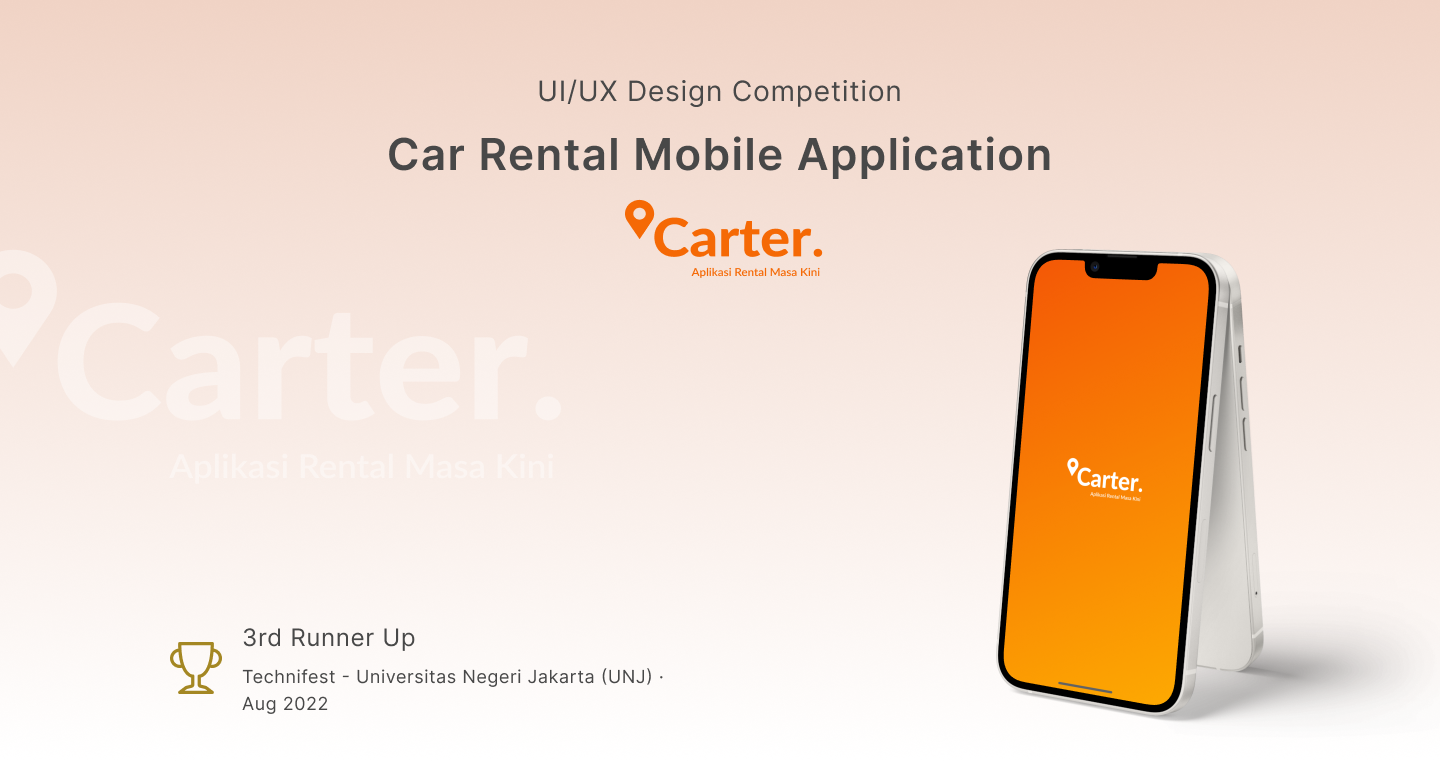 UI/UX Design Competition
Car Rental Mobile Application
Carter.
Aplikasi Rental Masa Kini
Carter.
Aplikasi Rental Masa Kini
Carter.
Aplikasi Rental Masa Kini
3rd Runner Up
Technifest - Universitas Negeri Jakarta (UNJ) ·
Aug 2022